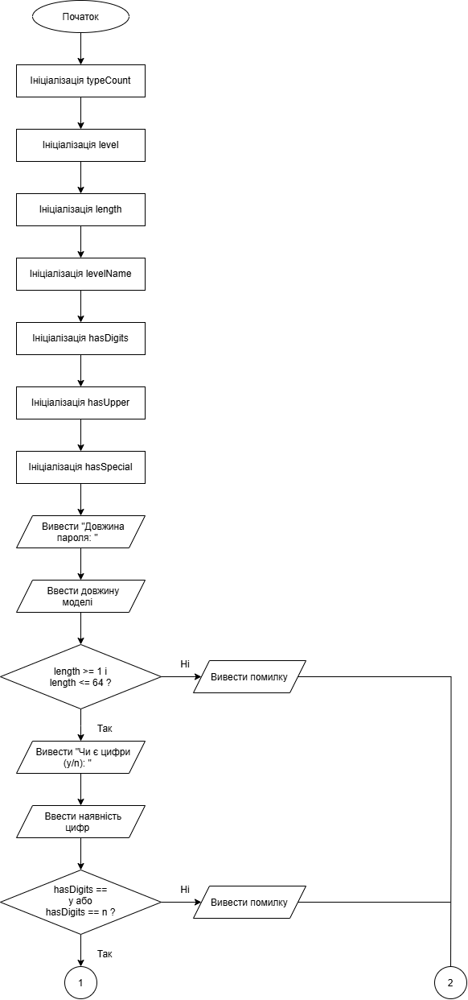 Початок
Ініціалізація typeCount
Ініціалізація level
Ініціалізація length
Ініціалізація levelName
Ініціалізація hasDigits
Ініціалізація hasUpper
Ініціалізація hasSpecial
Вивести "Довжина
пароля: "
Ввести довжину
моделі
length >= 1 і
length <= 64 ?
Ні
Вивести помилку
Так
Вивести "Чи є цифри
(y/n): "
Ввести наявність
цифр
hasDigits ==
y або
hasDigits == n ?
Ні
Вивести помилку
Так
1
2